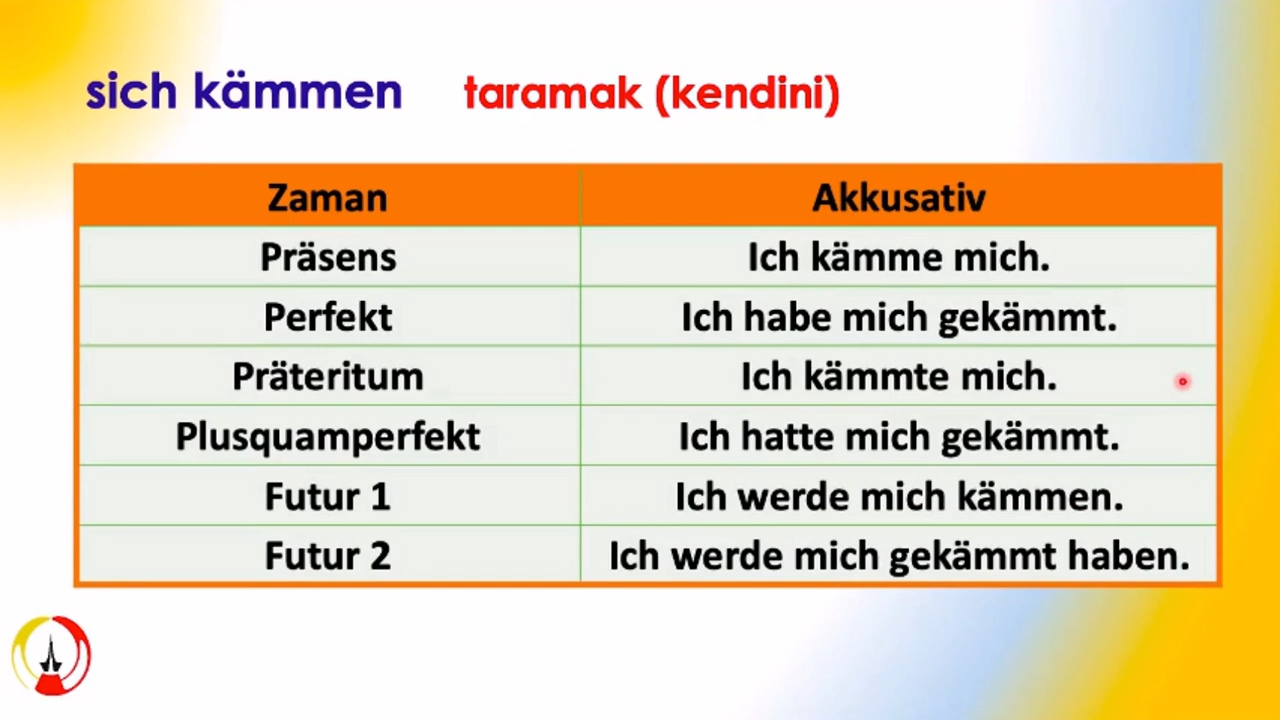 sich kämmen taramak (kendini)
Zaman Akkusativ
Präsens Ich kämme mich.
Perfekt Ich habe mich gekämmt.
Präteritum Ich kämmte mich.
Plusquamperfekt Ich hatte mich gekämmt.
Futur 1 Ich werde mich kämmen.
Futur 2 Ich werde mich gekämmt haben.